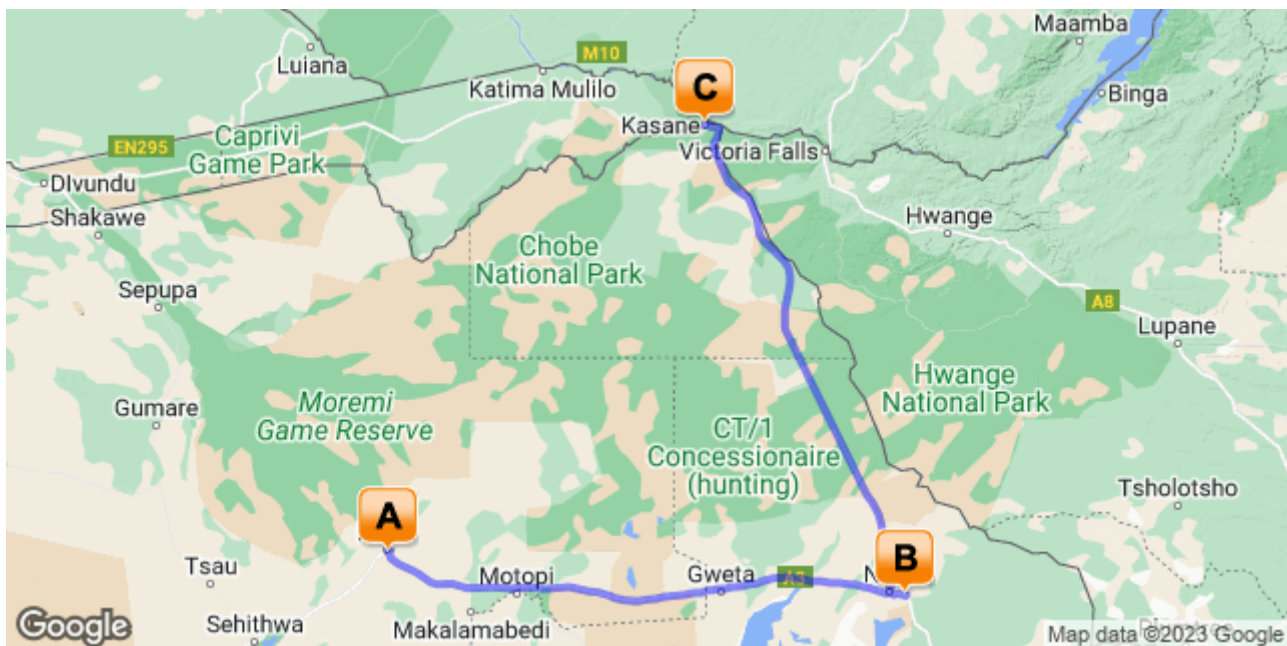 Maamba
Luiana
M10
Katima Mulilo
Binga
C
Kasane
Caprivi
Game Park
EN295
Victoria Falls
DIvundu
Shakawe
Hwange
Chobe
National Park
Sepupa
A8
Lupane
Hwange
National Park
Moremi
Game Reserve
Gumare
CT/1
Concessionaire
(hunting)
Tsholotsho
A
B
Tsau
Motopi
Gweta
A3
Sehithwa
Makalamabedi
Google
Map data ©2023 Google